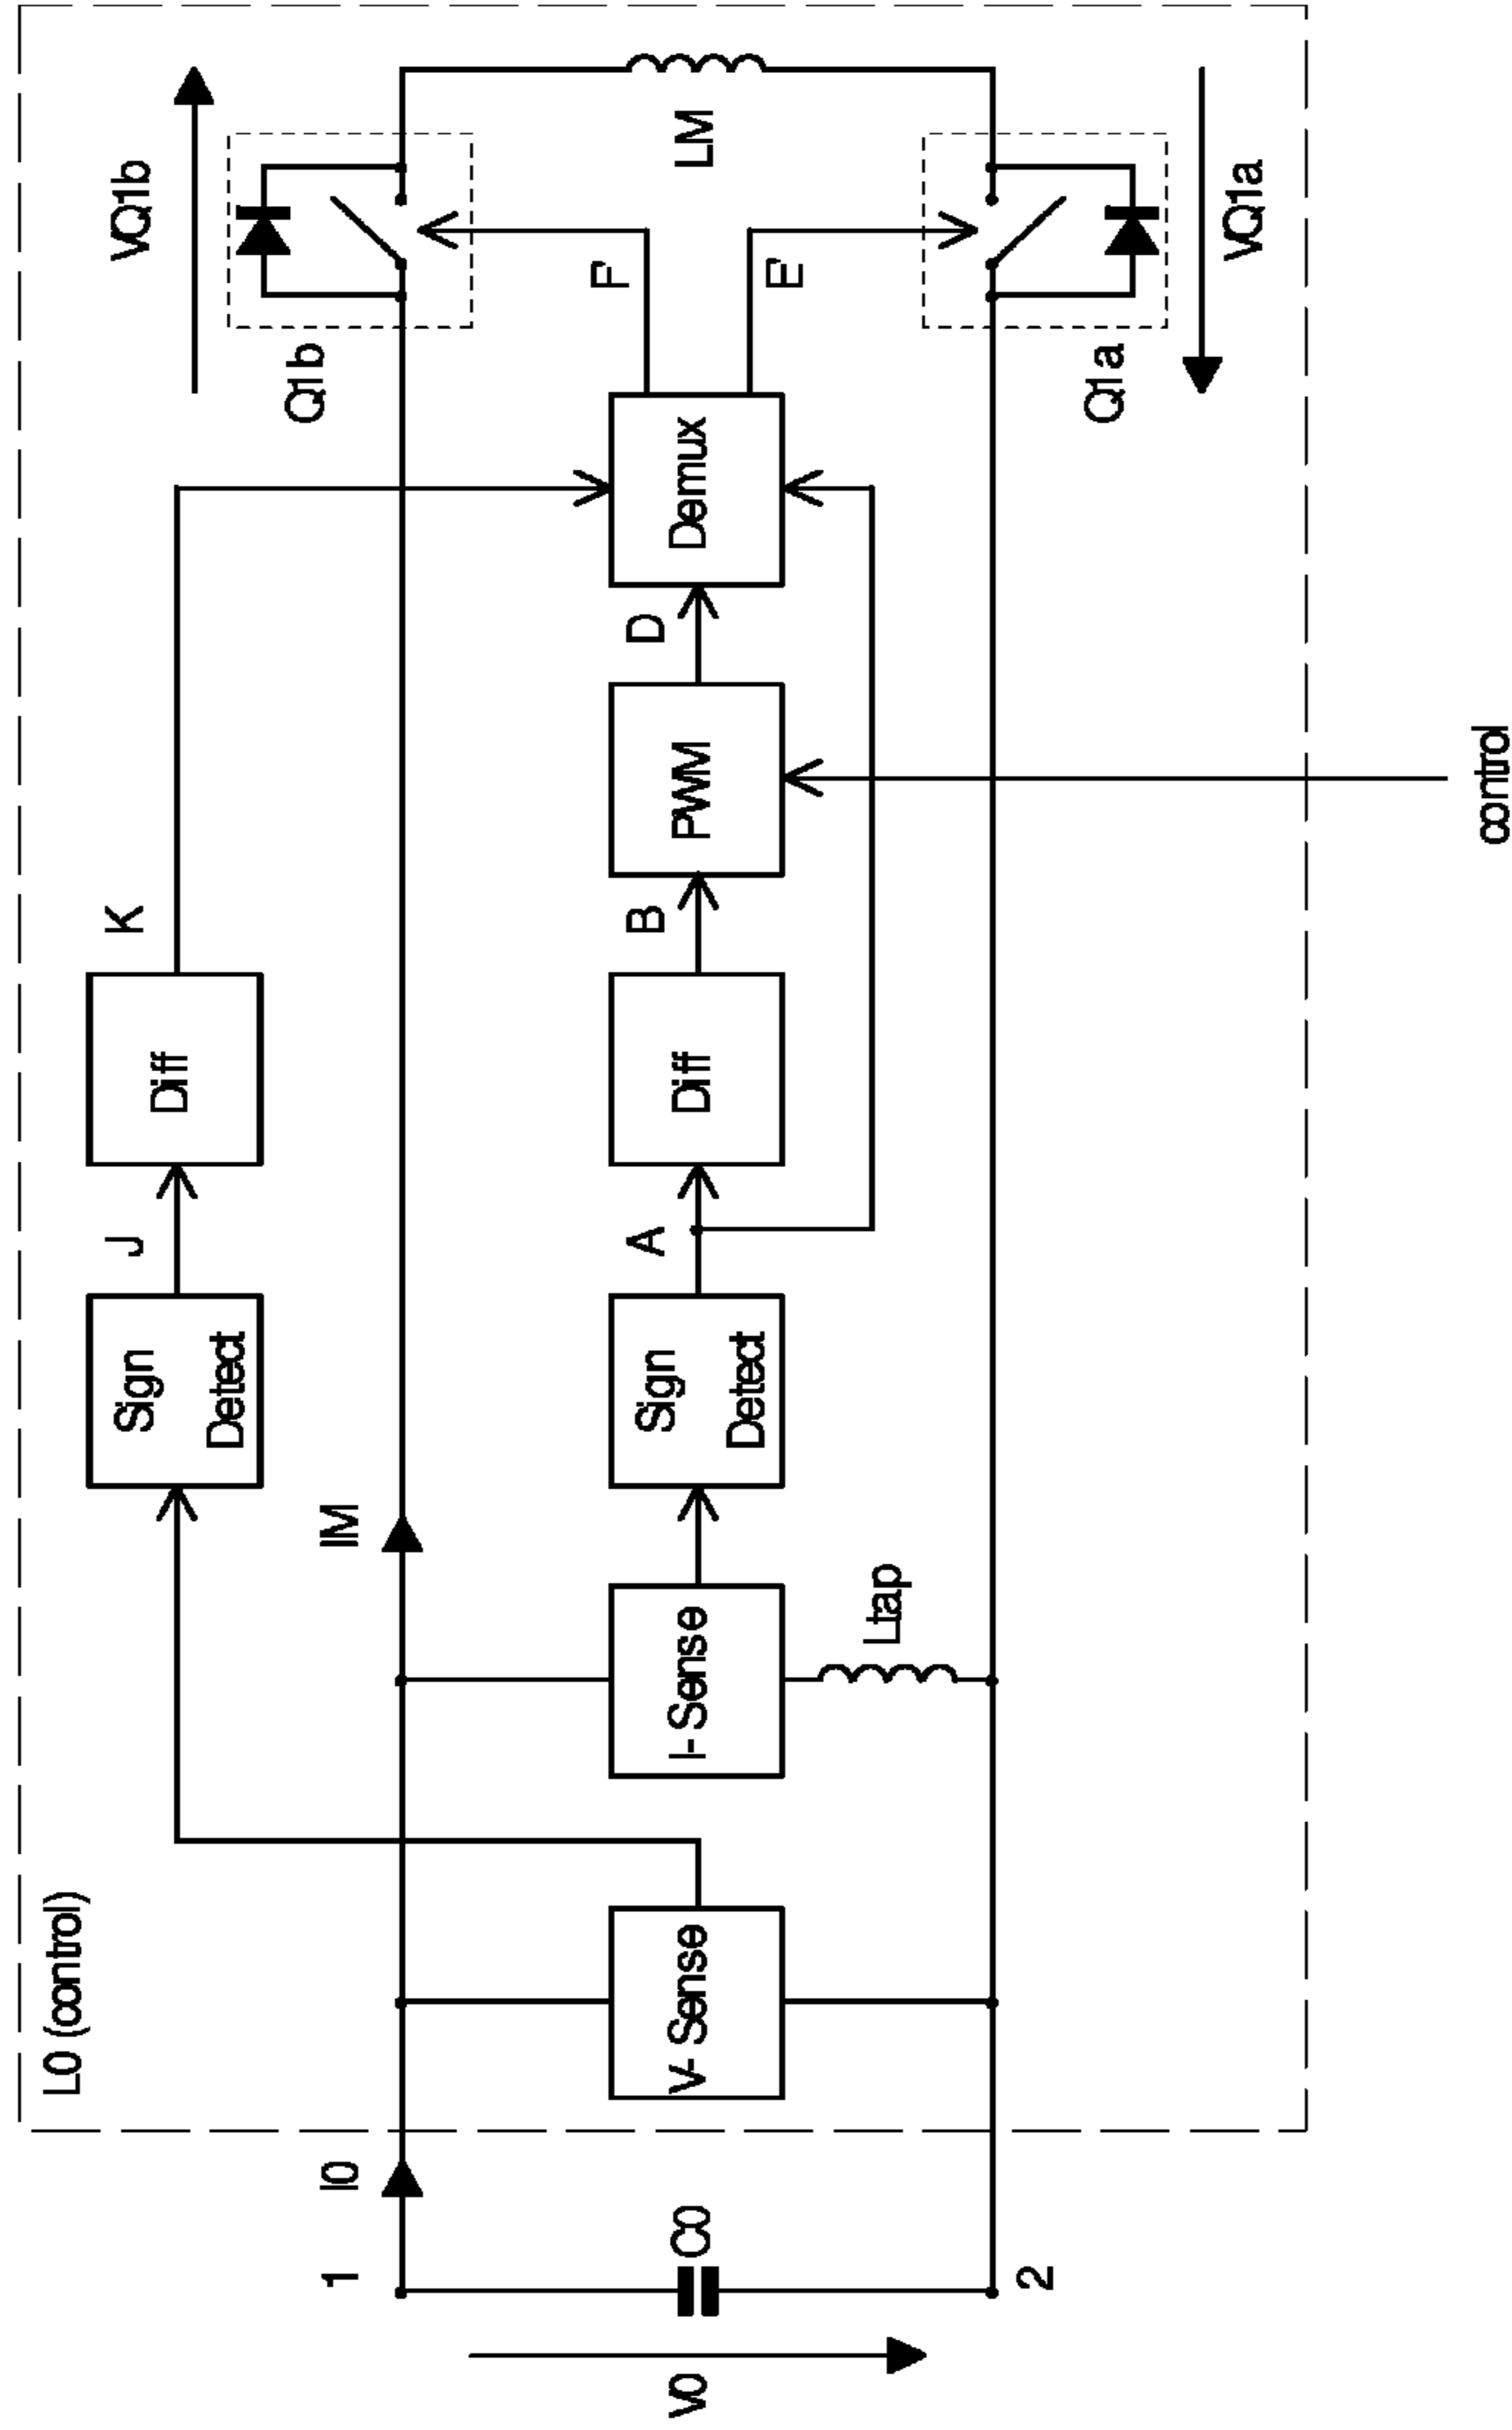 L0 (control)
J
K
VQ1b
Sign
Detect
Diff
Q1b
1
I0
IM
F
A
B
D
V0
C0
V-Sense
I-Sense
Sign
Detect
Diff
PWM
Demux
LM
E
Ltap
2
Q1a
VQ1a
control